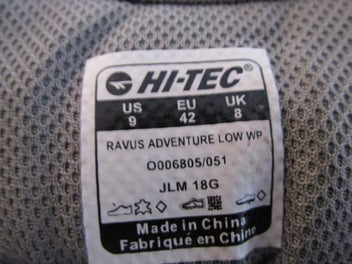 HI-TEC
US EU UK
9 42 8
RAVUS ADVENTURE LOW WP
O006805/051
JLM 18G
Made in China
Fabriqué en Chine